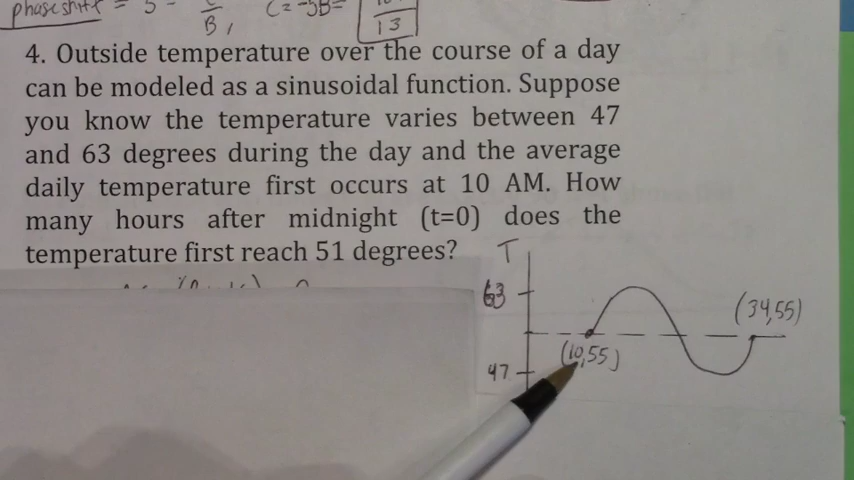 phase shift = 5 -
B, C = -5B =
13
4. Outside temperature over the course of a day
can be modeled as a sinusoidal function. Suppose
you know the temperature varies between 47
and 63 degrees during the day and the average
daily temperature first occurs at 10 AM. How
many hours after midnight (t=0) does the
temperature first reach 51 degrees?
T
63
(34,55)
(10,55)
47